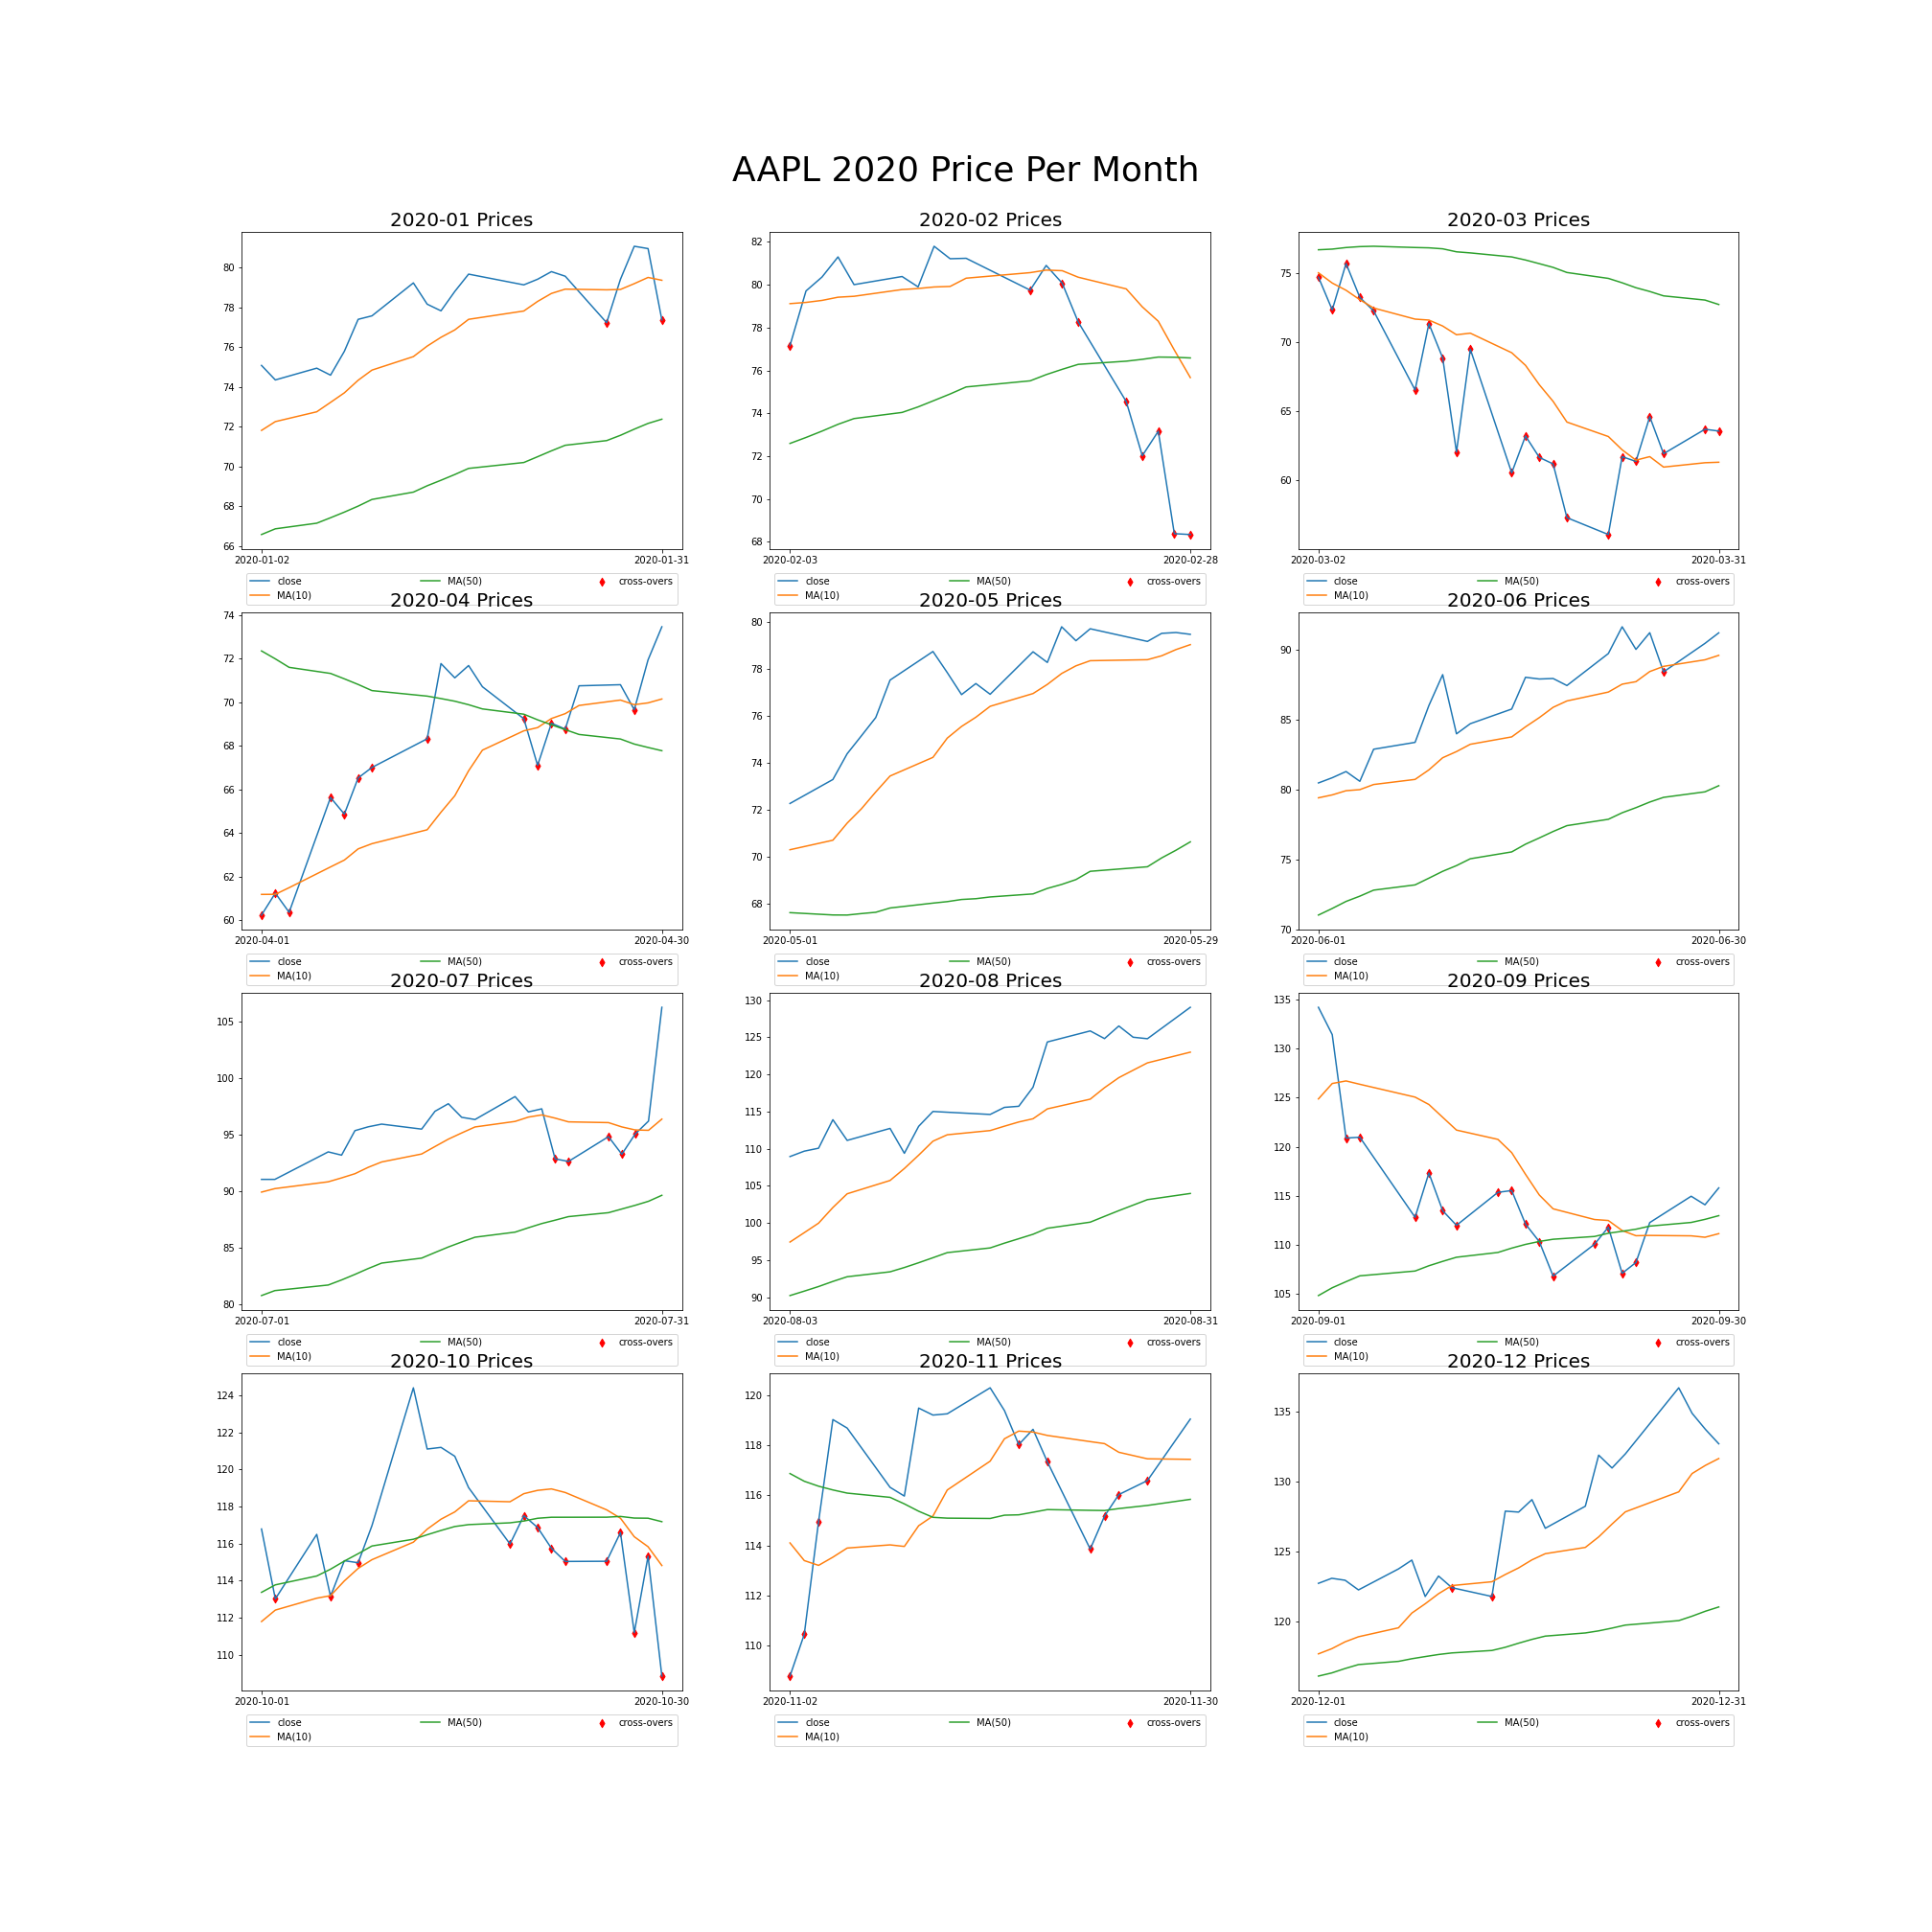 AAPL 2020 Price Per Month
2020-01 Prices
80
78
76
74
72
70
68
66
2020-01-02 2020-01-31
close MA(50) cross-overs
MA(10)
2020-02 Prices
82
80
78
76
74
72
70
68
2020-02-03 2020-02-28
close MA(50) cross-overs
MA(10)
2020-03 Prices
75
70
65
60
2020-03-02 2020-03-31
close MA(50) cross-overs
MA(10)
2020-04 Prices
74
72
70
68
66
64
62
60
2020-04-01 2020-04-30
close MA(50) cross-overs
MA(10)
2020-05 Prices
80
78
76
74
72
70
68
2020-05-01 2020-05-29
close MA(50) cross-overs
MA(10)
2020-06 Prices
90
85
80
75
70
2020-06-01 2020-06-30
close MA(50) cross-overs
MA(10)
2020-07 Prices
105
100
95
90
85
80
2020-07-01 2020-07-31
close MA(50) cross-overs
MA(10)
2020-08 Prices
130
125
120
115
110
105
100
95
90
2020-08-03 2020-08-31
close MA(50) cross-overs
MA(10)
2020-09 Prices
135
130
125
120
115
110
105
2020-09-01 2020-09-30
close MA(50) cross-overs
MA(10)
2020-10 Prices
124
122
120
118
116
114
112
110
2020-10-01 2020-10-30
close MA(50) cross-overs
MA(10)
2020-11 Prices
120
118
116
114
112
110
2020-11-02 2020-11-30
close MA(50) cross-overs
MA(10)
2020-12 Prices
135
130
125
120
2020-12-01 2020-12-31
close MA(50) cross-overs
MA(10)